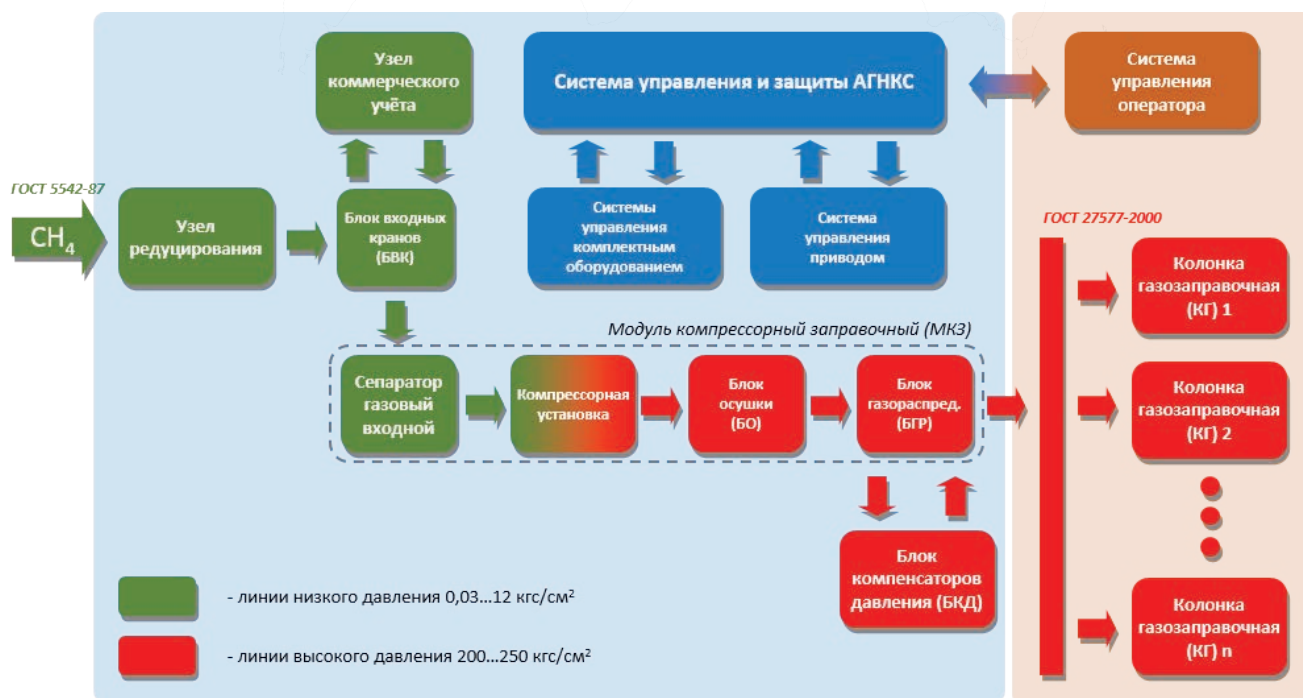 Узел
коммерческого
учёта
Система управления и защиты АГНКС
Система
управления
оператора
ГОСТ 5542-87
CH₄
Узел
редуцирования
Блок входных
кранов
(БВК)
Системы
управления
комплектным
оборудованием
Система
управления
приводом
ГОСТ 27577-2000
Колонка
газозаправочная
(КГ) 1
Модуль компрессорный заправочный (МКЗ)
Сепаратор
газовый
входной
Компрессорная
установка
Блок
осушки
(БО)
Блок
газораспред.
(БГР)
Колонка
газозаправочная
(КГ) 2
Блок
компенсаторов
давления (БКД)
Колонка
газозаправочная
(КГ) n
- линии низкого давления 0,03...12 кгс/см²
- линии высокого давления 200...250 кгс/см²